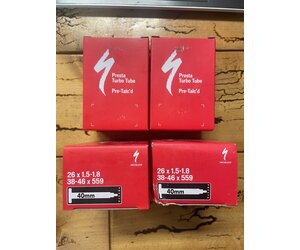 Presta
Turbo Tube
Pre-Talc'd
Presta
Turbo Tube
Pre-Talc'd
26 x 1.5-1.8
38-46 x 559
40mm
26 x 1.5-1.8
38-46 x 559
40mm